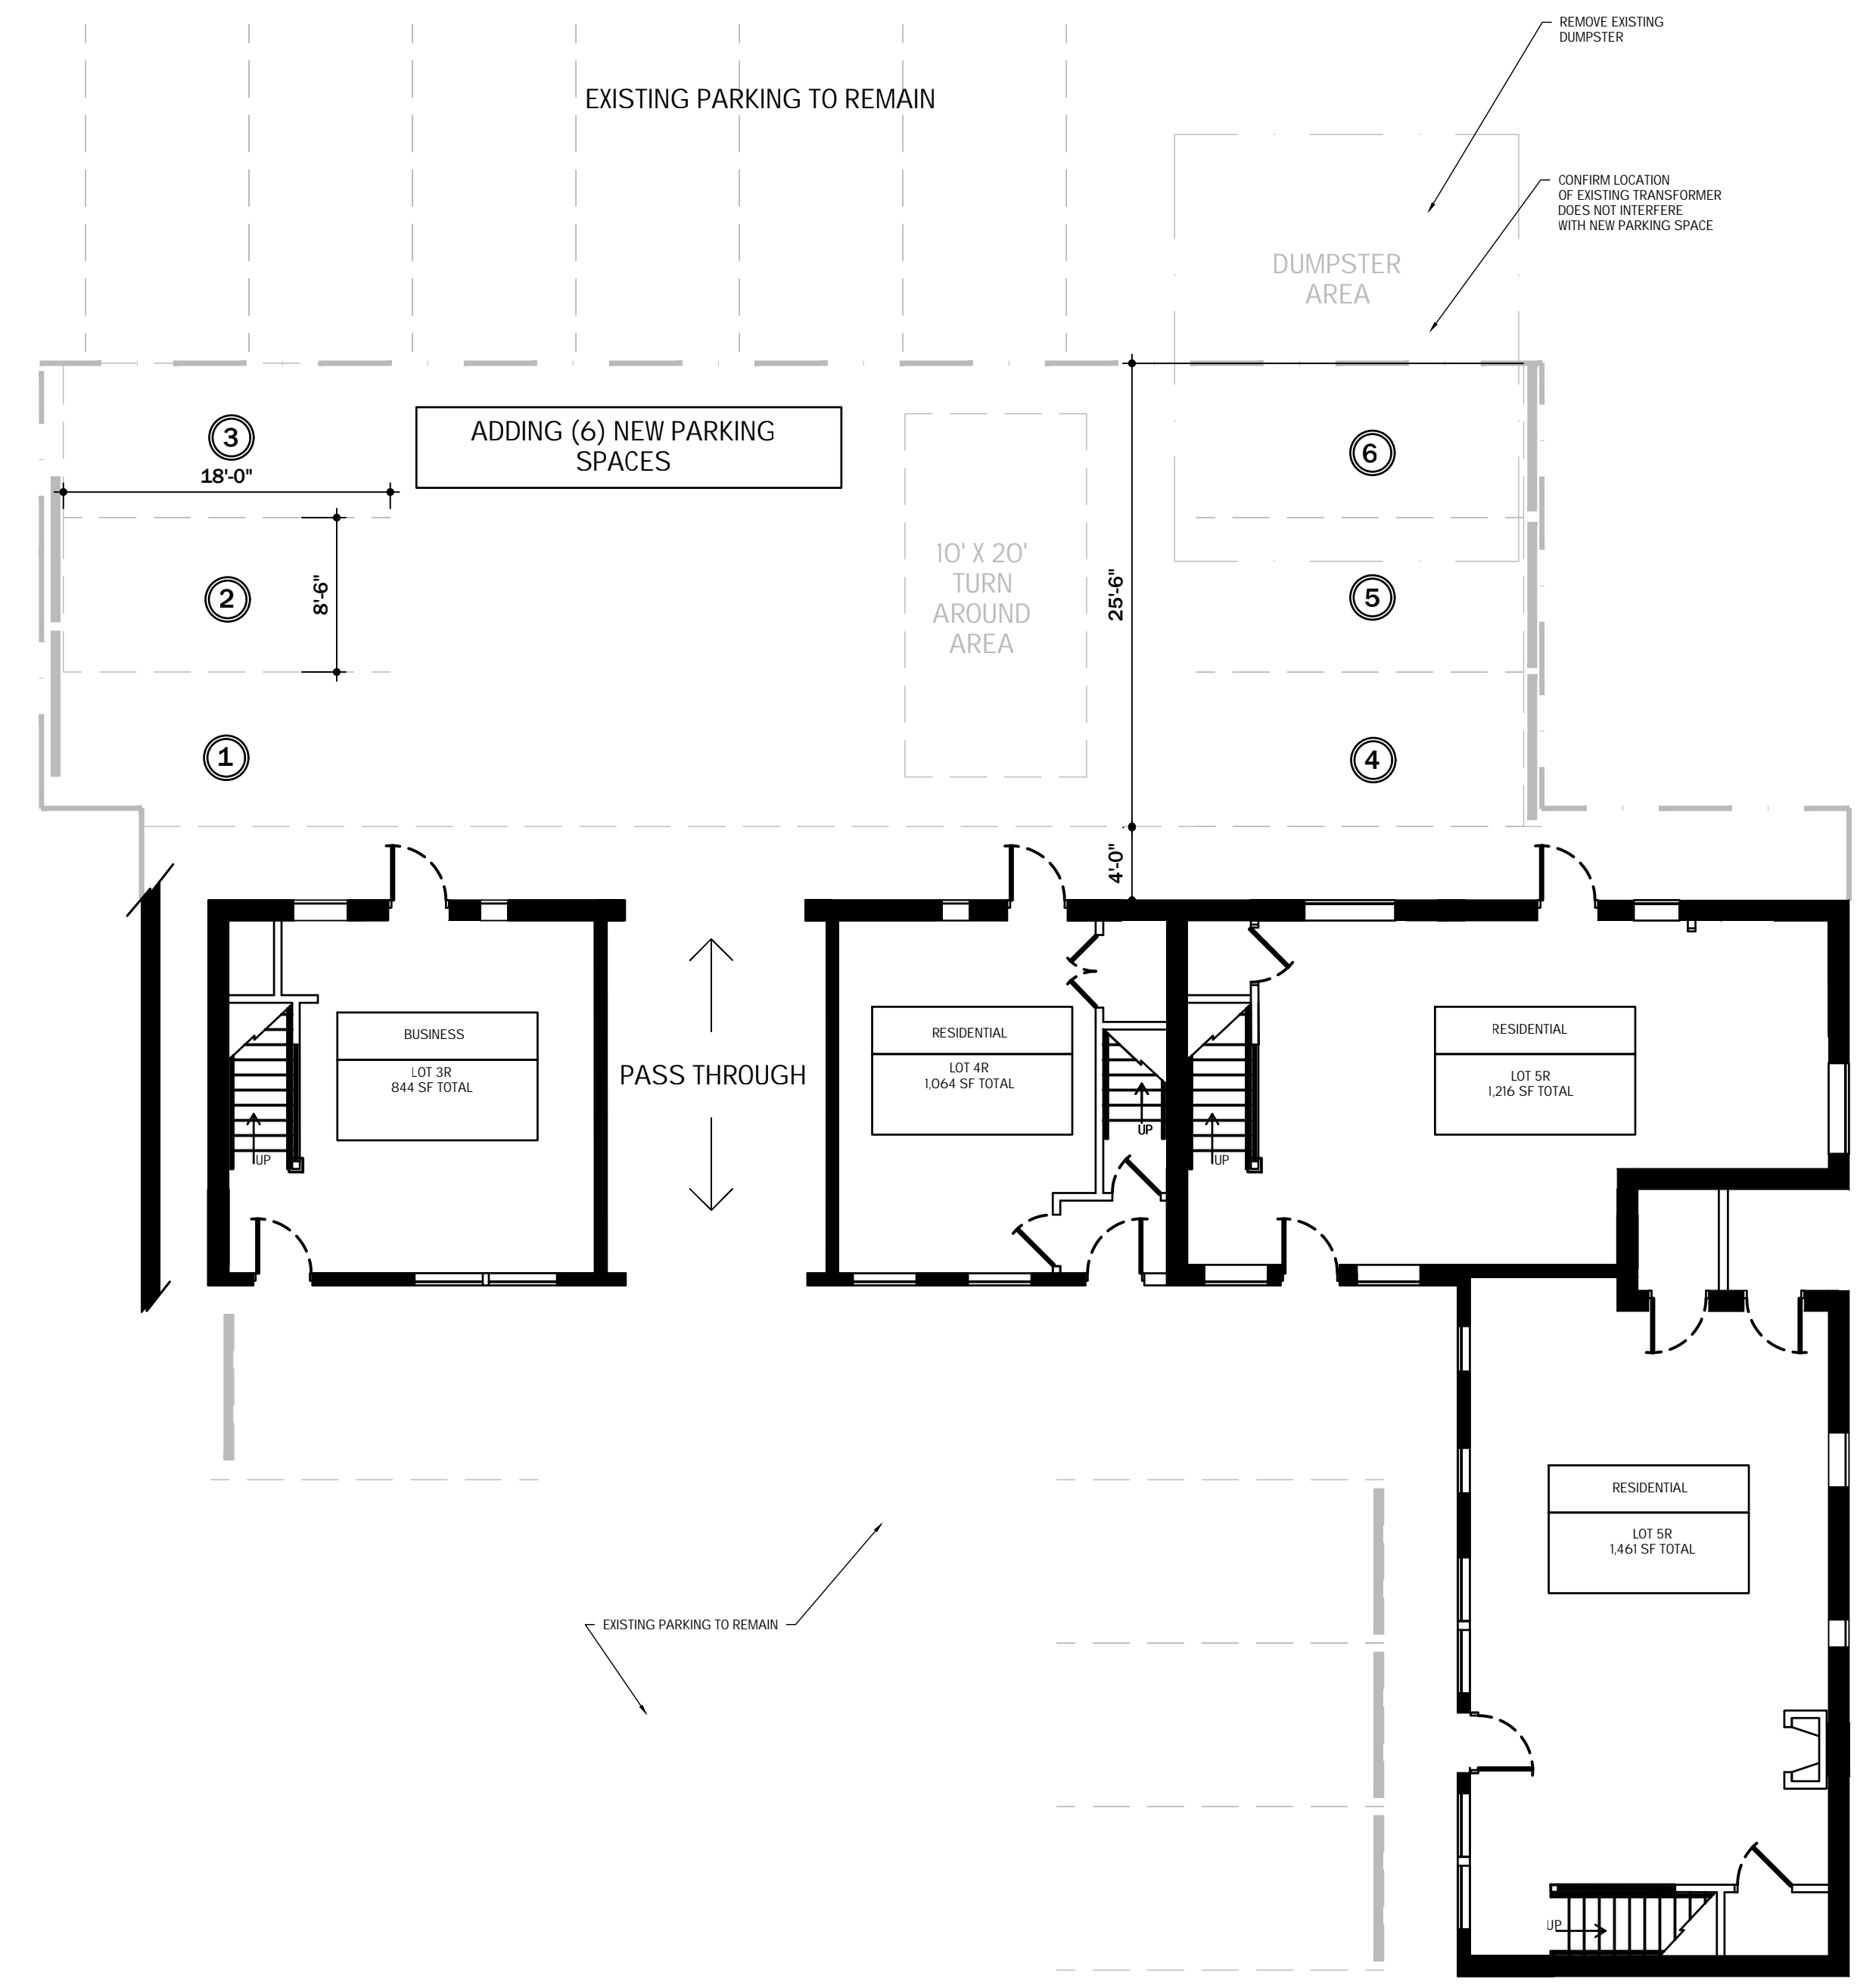 REMOVE EXISTING
DUMPSTER
EXISTING PARKING TO REMAIN
CONFIRM LOCATION
OF EXISTING TRANSFORMER
DOES NOT INTERFERE
WITH NEW PARKING SPACE
DUMPSTER
AREA
3
18'-0"
ADDING (6) NEW PARKING
SPACES
6
10' X 20'
TURN
AROUND
AREA
2
8'-6"
25'-6"
5
1
4
4'-0"
BUSINESS
LOT 3R
844 SF TOTAL
UP
PASS THROUGH
RESIDENTIAL
LOT 4R
1,064 SF TOTAL
UP
UP
RESIDENTIAL
LOT 5R
1,216 SF TOTAL
RESIDENTIAL
LOT 5R
1,461 SF TOTAL
EXISTING PARKING TO REMAIN
UP